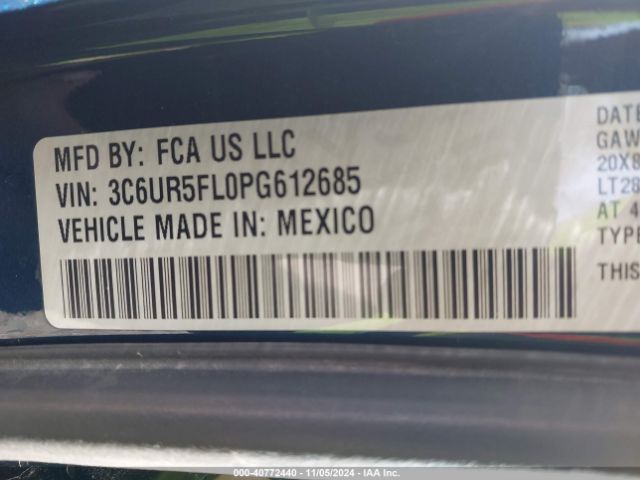 MFD BY: FCA US LLC
VIN: 3C6UR5FL0PG612685
VEHICLE MADE IN: MEXICO
DATE
GAW
20X8
LT28
AT 4
TYPE
THIS
000-40772440 - 11/05/2024 - IAA Inc.